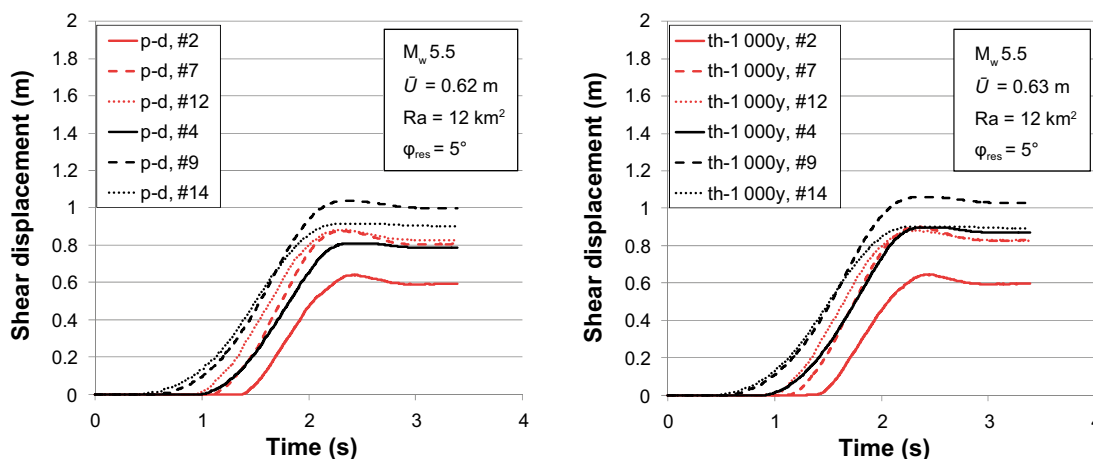 Shear displacement (m)
2
1.8
1.6
1.4
1.2
1
0.8
0.6
0.4
0.2
0
p-d, #2
p-d, #7
p-d, #12
p-d, #4
p-d, #9
p-d, #14
Mw 5.5
Ū = 0.62 m
Ra = 12 km²
φres = 5°
0 1 2 3 4
Time (s)
Shear displacement (m)
2
1.8
1.6
1.4
1.2
1
0.8
0.6
0.4
0.2
0
th-1 000y, #2
th-1 000y, #7
th-1 000y, #12
th-1 000y, #4
th-1 000y, #9
th-1 000y, #14
Mw 5.5
Ū = 0.63 m
Ra = 12 km²
φres = 5°
0 1 2 3 4
Time (s)